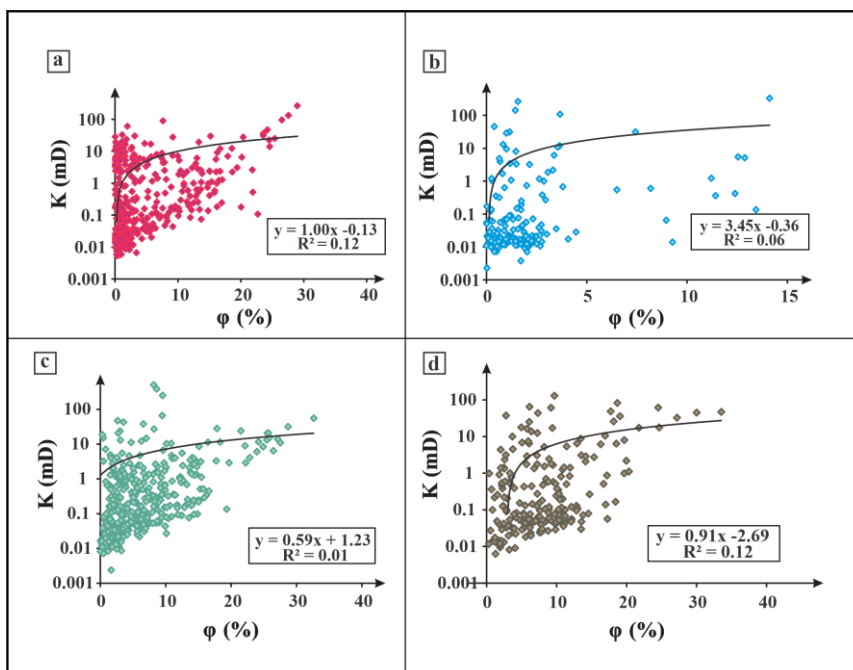 a
K (mD)
100
10
1
0.1
0.01
0.001
0
10
20
30
40
φ (%)
y = 1.00x -0.13
R² = 0.12
b
K (mD)
100
10
1
0.1
0.01
0.001
0
5
10
15
φ (%)
y = 3.45x -0.36
R² = 0.06
c
K (mD)
100
10
1
0.1
0.01
0.001
0
10
20
30
40
φ (%)
y = 0.59x + 1.23
R² = 0.01
d
K (mD)
100
10
1
0.1
0.01
0.001
0
10
20
30
40
φ (%)
y = 0.91x -2.69
R² = 0.12